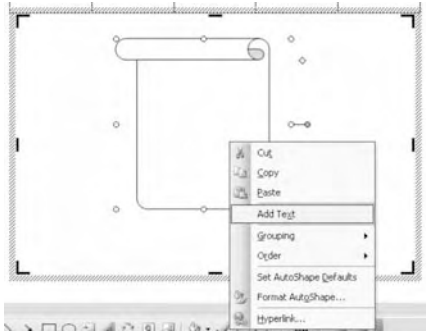 Cut
Copy
Paste
Add Text
Grouping
Order
Set AutoShape Defaults
Format AutoShape...
Hyperlink...